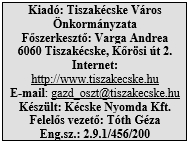 Kiadó: Tiszakécske Város
Önkormányzata
Főszerkesztő: Varga Andrea
6060 Tiszakécske, Kőrösi út 2.
Internet:
http://www.tiszakecske.hu
E-mail: gazd_oszt@tiszakecske.hu
Készült: Kécske Nyomda Kft.
Felelős vezető: Tóth Géza
Eng.sz.: 2.9.1/456/200